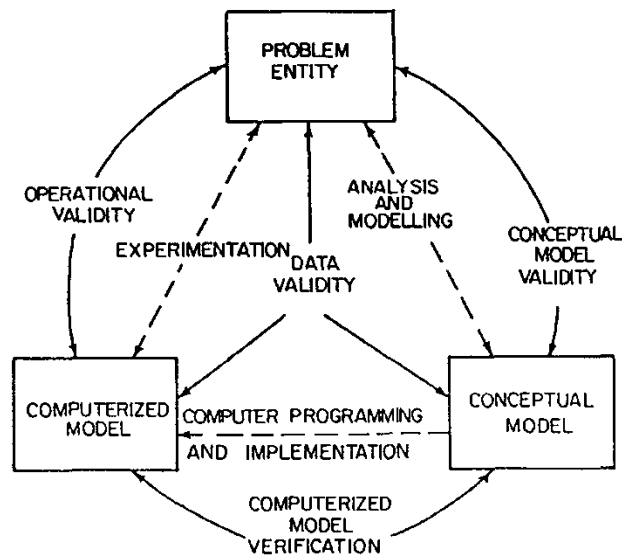 PROBLEM
ENTITY
OPERATIONAL
VALIDITY
EXPERIMENTATION
DATA
VALIDITY
ANALYSIS
AND
MODELLING
CONCEPTUAL
MODEL
VALIDITY
COMPUTERIZED
MODEL
COMPUTER PROGRAMMING
AND IMPLEMENTATION
CONCEPTUAL
MODEL
COMPUTERIZED
MODEL
VERIFICATION